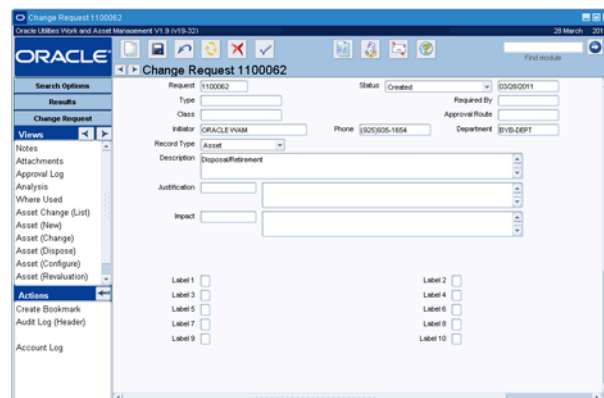 Change Request 1100062
Oracle Utilities Work and Asset Management V1.9 (v19-32)
28 March 201
ORACLE
Find module
Change Request 1100062
Search Options
Results
Change Request
Views
Notes
Attachments
Approval Log
Analysis
Where Used
Asset Change (List)
Asset (New)
Asset (Change)
Asset (Dispose)
Asset (Configure)
Asset (Revaluation)
Actions
Create Bookmark
Audit Log (Header)
Account Log
Request 1100062 Status Created 03/28/2011
Type Required By
Class Approval Route
Initiator ORACLE WAM Phone (925)935-1654 Department BYB-DEPT
Record Type Asset
Description Disposal/Retirement
Justification
Impact
Label 1 Label 2
Label 3 Label 4
Label 5 Label 6
Label 7 Label 8
Label 9 Label 10